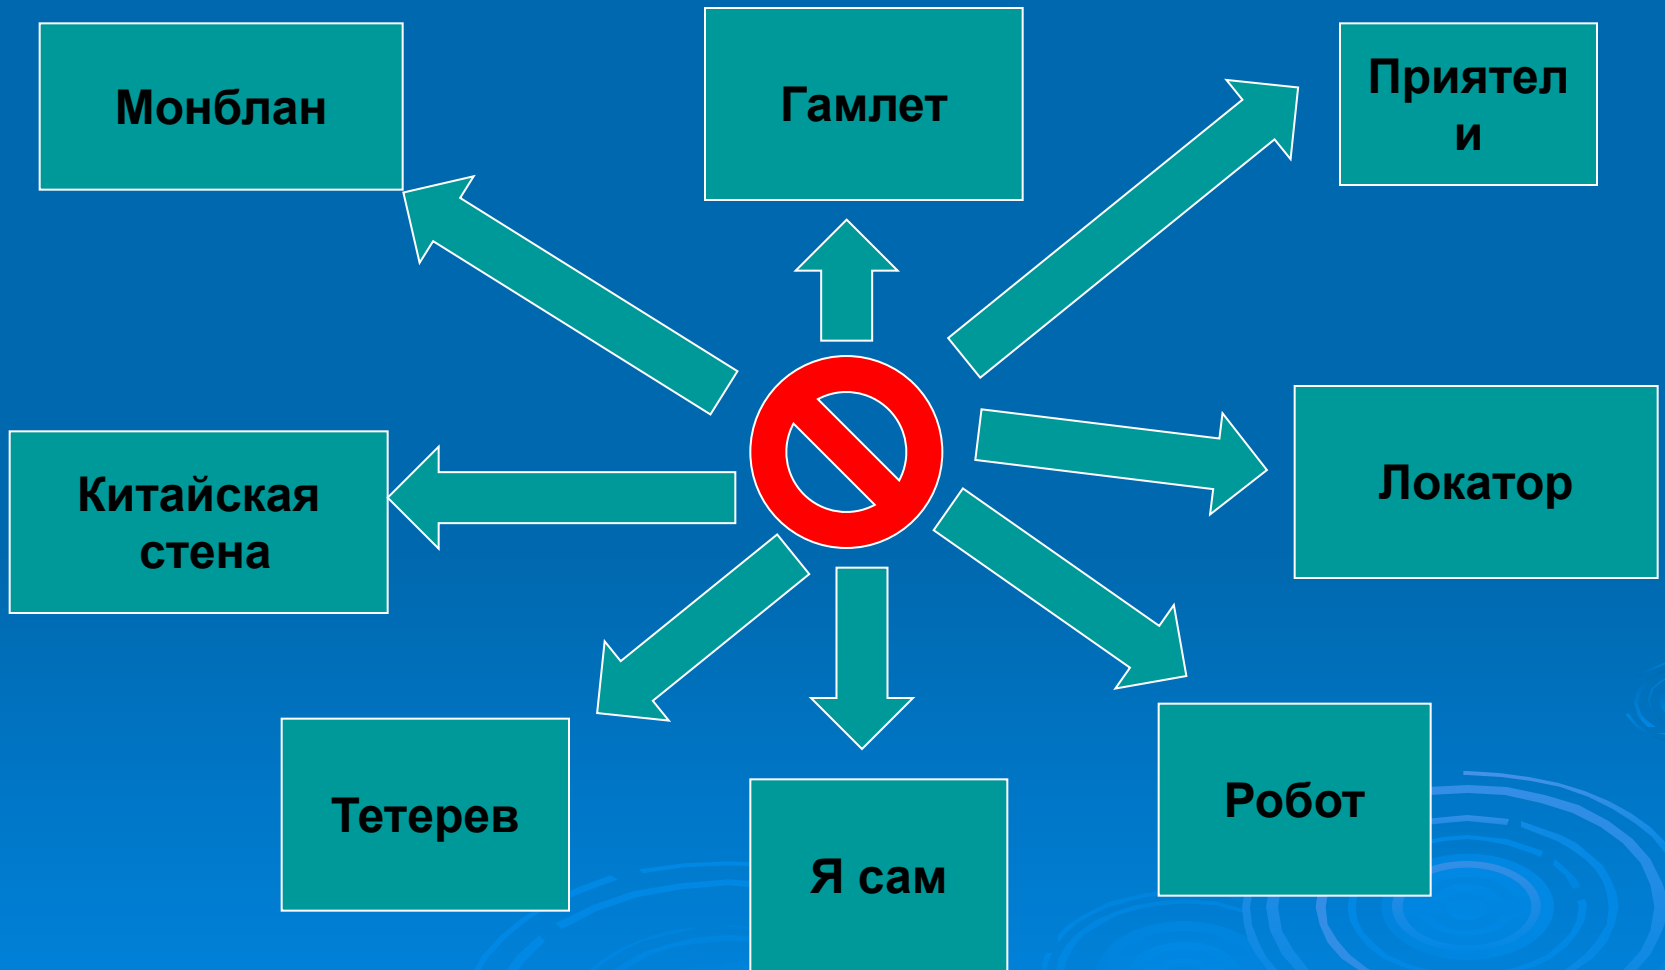 Монблан
Гамлет
Приятел
и
Китайская
стена
Локатор
Тетерев
Я сам
Робот